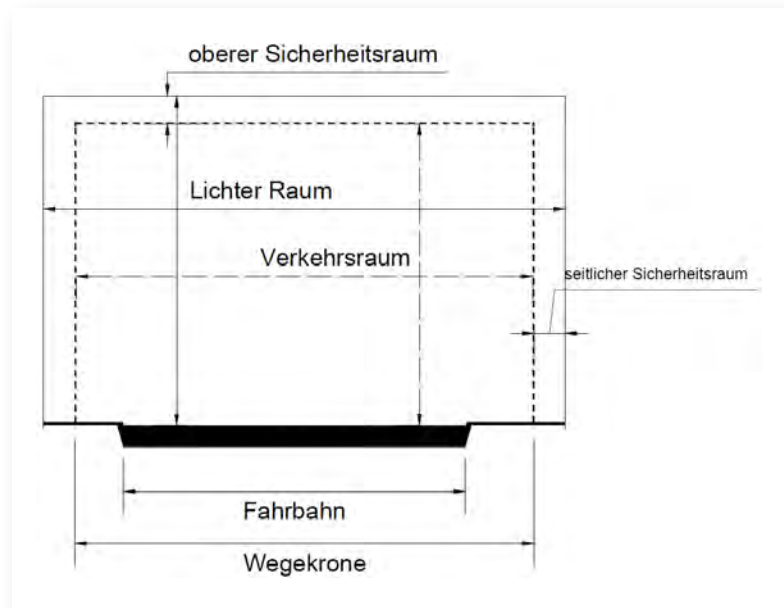 oberer Sicherheitsraum
Lichter Raum
Verkehrsraum
seitlicher Sicherheitsraum
Fahrbahn
Wegekrone